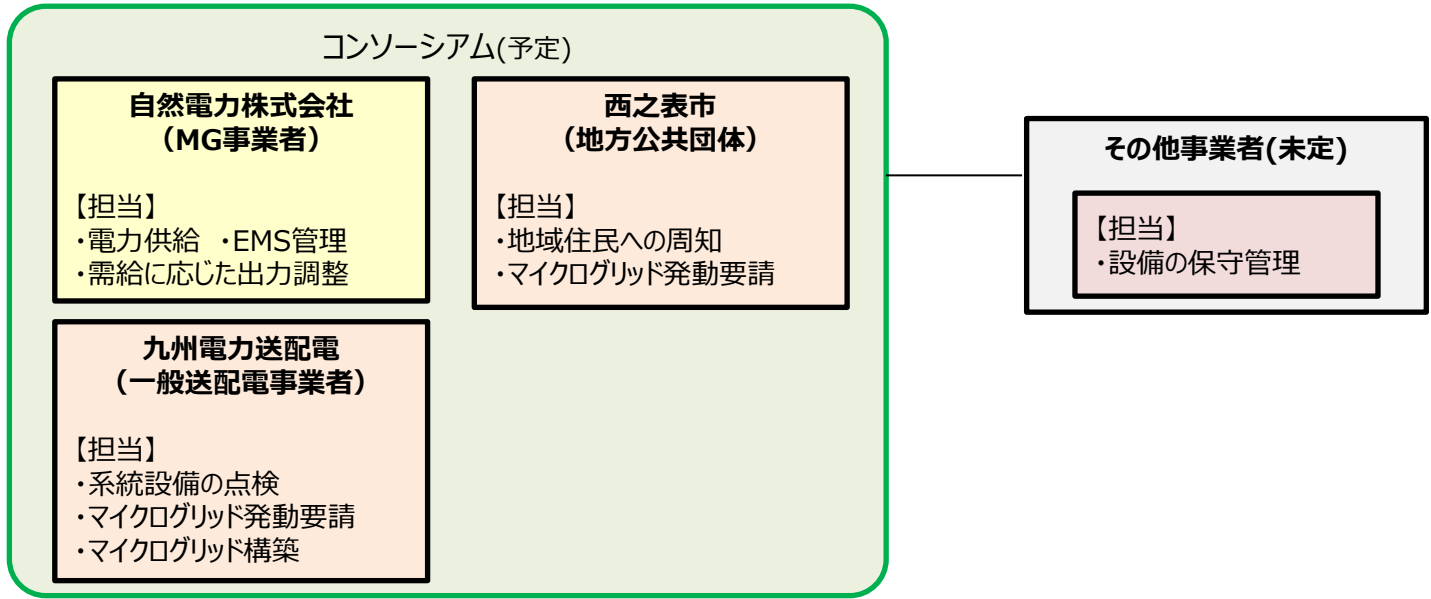 コンソーシアム(予定)
自然電力株式会社
（MG事業者）
【担当】
・電力供給 ・EMS管理
・需給に応じた出力調整
西之表市
（地方公共団体）
【担当】
・地域住民への周知
・マイクログリッド発動要請
九州電力送配電
（一般送配電事業者）
【担当】
・系統設備の点検
・マイクログリッド発動要請
・マイクログリッド構築
その他事業者(未定)
【担当】
・設備の保守管理